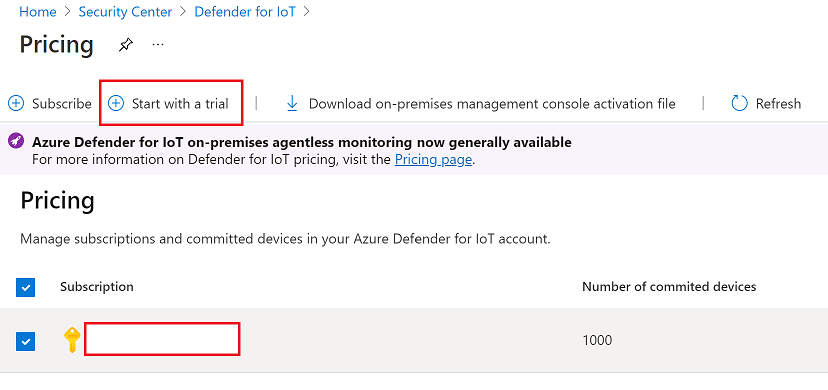 Home > Security Center > Defender for IoT >
Pricing ...
Subscribe Start with a trial | Download on-premises management console activation file | Refresh
Azure Defender for IoT on-premises agentless monitoring now generally available
For more information on Defender for IoT pricing, visit the Pricing page.
Pricing
Manage subscriptions and committed devices in your Azure Defender for IoT account.
Subscription Number of commited devices
1000